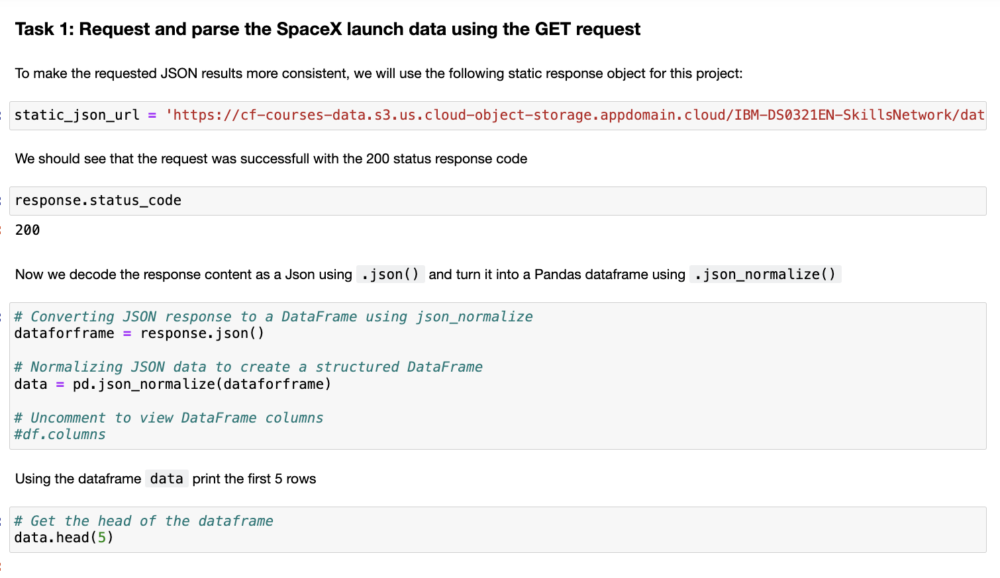 Task 1: Request and parse the SpaceX launch data using the GET request
To make the requested JSON results more consistent, we will use the following static response object for this project:
static_json_url = 'https://cf-courses-data.s3.us.cloud-object-storage.appdomain.cloud/IBM-DS0321EN-SkillsNetwork/dat
We should see that the request was successfull with the 200 status response code
response.status_code
200
Now we decode the response content as a Json using .json() and turn it into a Pandas dataframe using .json_normalize()
# Converting JSON response to a DataFrame using json_normalize
dataforframe = response.json()
# Normalizing JSON data to create a structured DataFrame
data = pd.json_normalize(dataforframe)
# Uncomment to view DataFrame columns
#df.columns
Using the dataframe data print the first 5 rows
# Get the head of the dataframe
data.head(5)